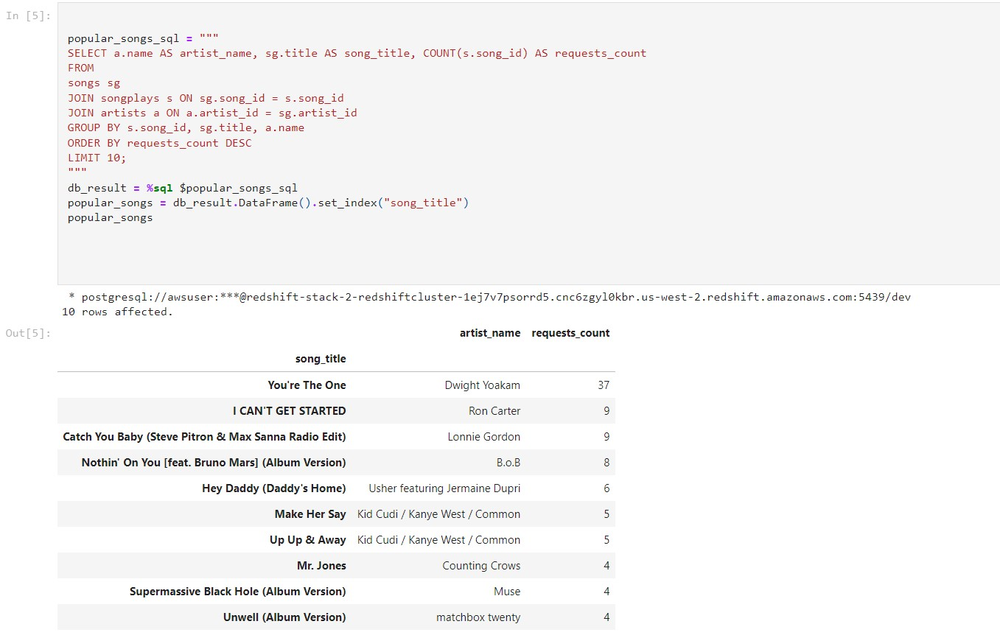 In [5]:
popular_songs_sql = """
SELECT a.name AS artist_name, sg.title AS song_title, COUNT(s.song_id) AS requests_count
FROM
songs sg
JOIN songplays s ON sg.song_id = s.song_id
JOIN artists a ON a.artist_id = sg.artist_id
GROUP BY s.song_id, sg.title, a.name
ORDER BY requests_count DESC
LIMIT 10;
"""
db_result = %sql $popular_songs_sql
popular_songs = db_result.DataFrame().set_index("song_title")
popular_songs
* postgresql://awsuser:***@redshift-stack-2-redshiftcluster-1ej7v7psorrd5.cnc6zgyl0kbr.us-west-2.redshift.amazonaws.com:5439/dev
10 rows affected.
Out[5]: artist_name requests_count
song_title
You're The One Dwight Yoakam 37
I CAN'T GET STARTED Ron Carter 9
Catch You Baby (Steve Pitron & Max Sanna Radio Edit) Lonnie Gordon 9
Nothin' On You [feat. Bruno Mars] (Album Version) B.o.B 8
Hey Daddy (Daddy's Home) Usher featuring Jermaine Dupri 6
Make Her Say Kid Cudi / Kanye West / Common 5
Up Up & Away Kid Cudi / Kanye West / Common 5
Mr. Jones Counting Crows 4
Supermassive Black Hole (Album Version) Muse 4
Unwell (Album Version) matchbox twenty 4